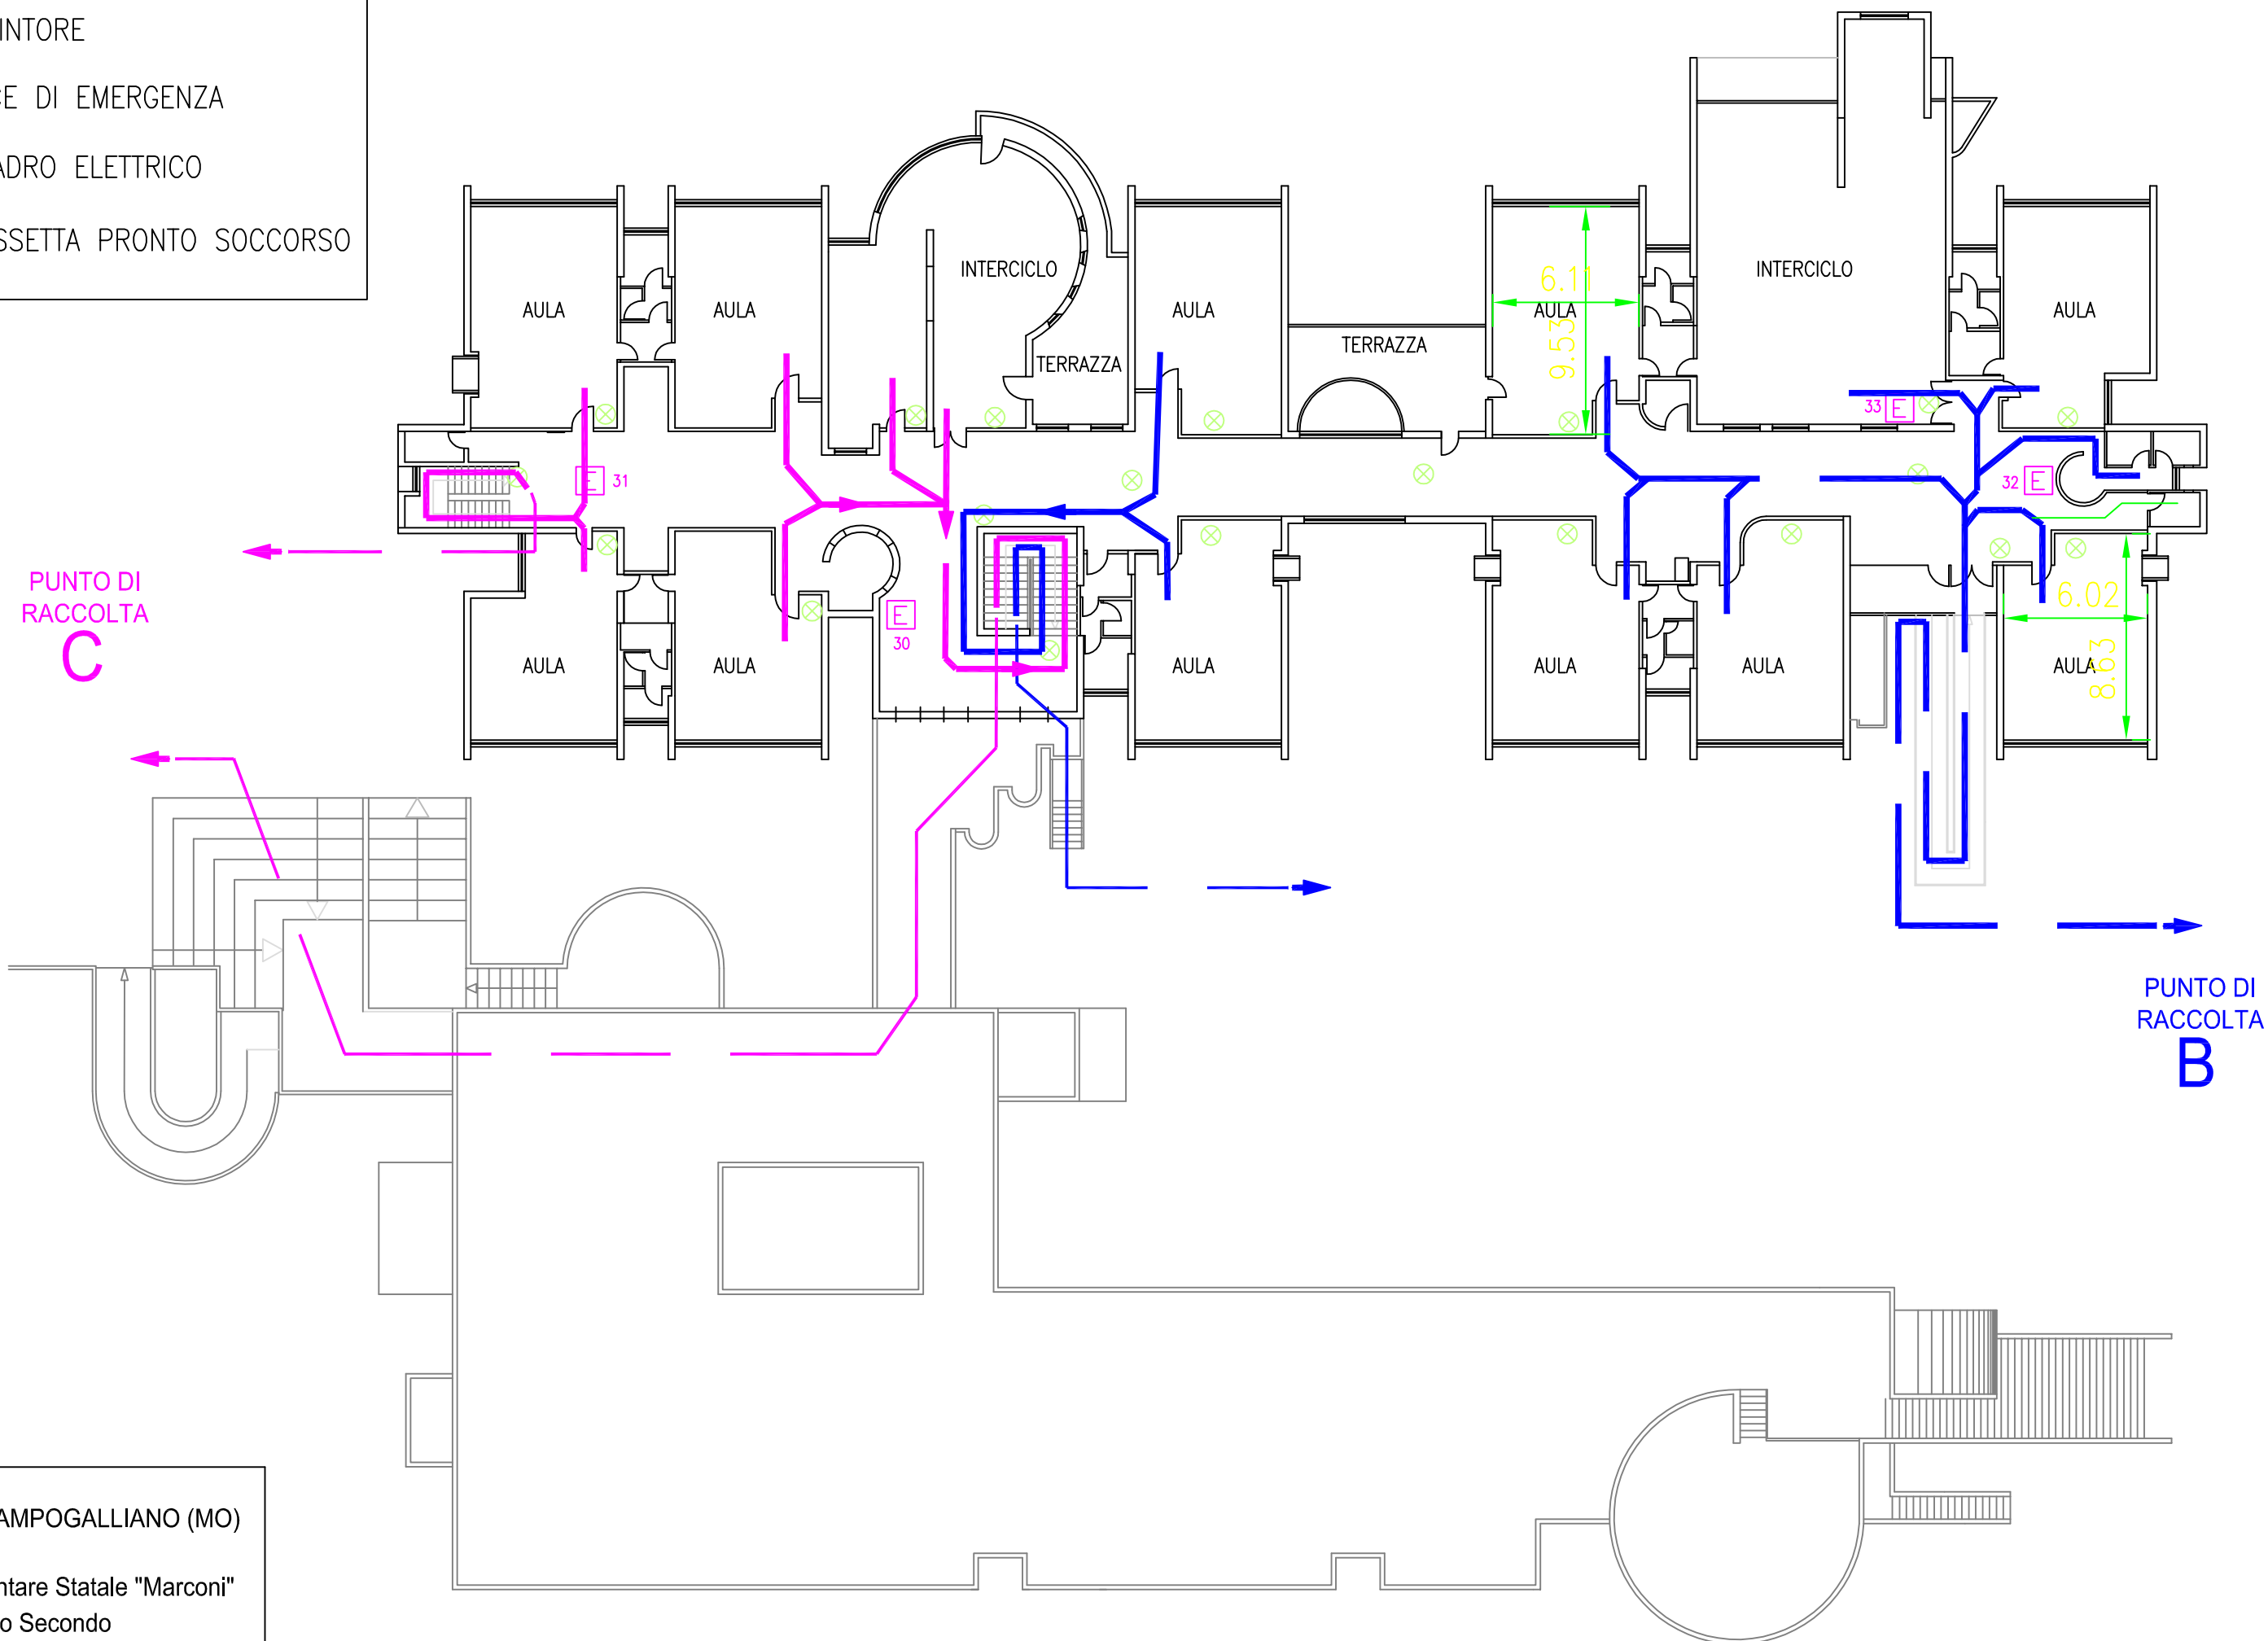 INTORE
CE DI EMERGENZA
ADRO ELETTRICO
SSETTA PRONTO SOCCORSO
INTERCICLO
INTERCICLO
AULA
AULA
AULA
6.11
AULA
9.53
AULA
TERRAZZA
TERRAZZA
33 E
E 31
32 E
PUNTO DI
RACCOLTA
C
E
30
6.02
AULA
AULA
AULA
AULA
AULA
AULA
8.63
PUNTO DI
RACCOLTA
B
AMPOGALLIANO (MO)
ntare Statale "Marconi"
o Secondo